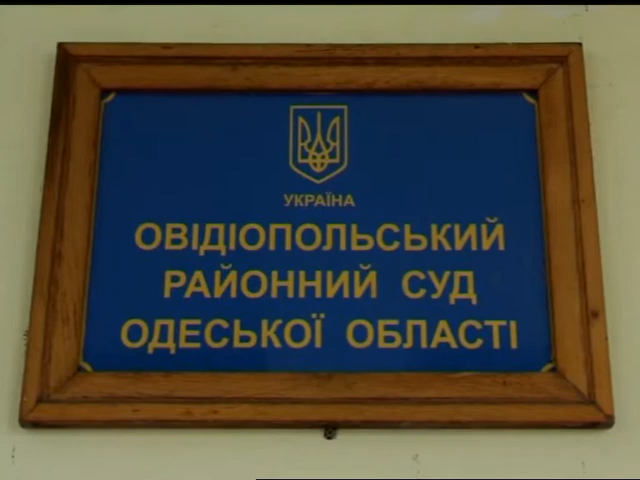 УКРАЇНА
ОВІДІОПОЛЬСЬКИЙ
РАЙОННИЙ СУД
ОДЕСЬКОЇ ОБЛАСТІ